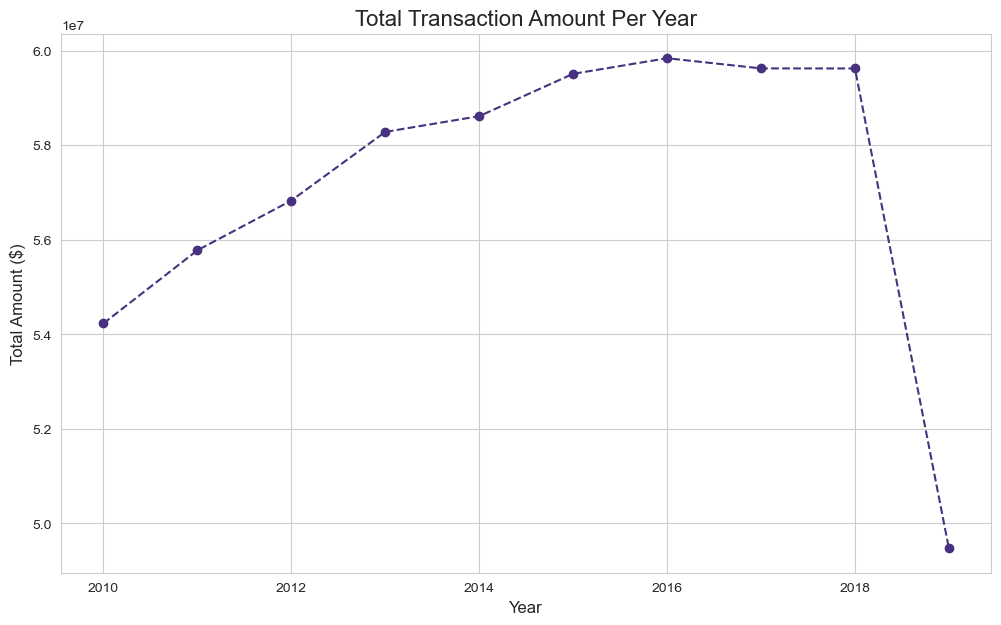 Total Transaction Amount Per Year
1e7
6.0
5.8
5.6
5.4
5.2
5.0
Total Amount ($)
2010 2012 2014 2016 2018
Year